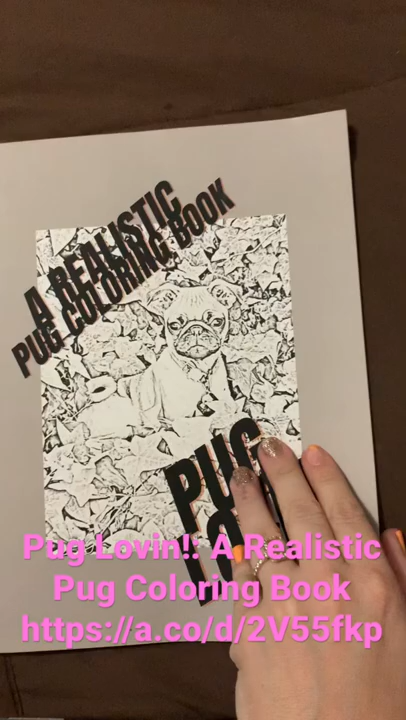 A REALISTIC
PUG COLORING BOOK
PUG
Pug Lovin!: A Realistic
Pug Coloring Book
https://a.co/d/2V55fkp